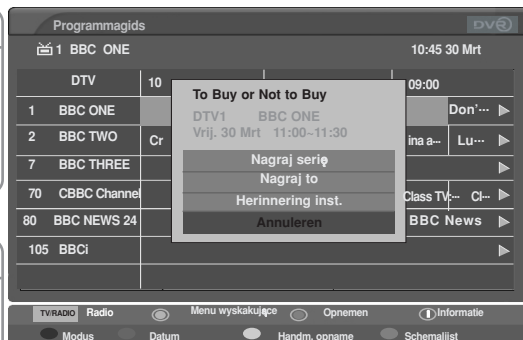 Programmagids DVR
1 BBC ONE 10:45 30 Mrt
DTV 10 09:00
1 BBC ONE Don’···
2 BBC TWO Cr ina a··· Lu···
7 BBC THREE
70 CBBC Channel Class TV:··· Cl···
80 BBC NEWS 24 BBC News
105 BBCi
To Buy or Not to Buy
DTV1 BBC ONE
Vrij. 30 Mrt 11:00~11:30
Nagraj serię
Nagraj to
Herinnering inst.
Annuleren
TV/RADIO Radio Menu wyskakujące Opnemen Informatie
Modus Datum Handm. opname Schemalijst